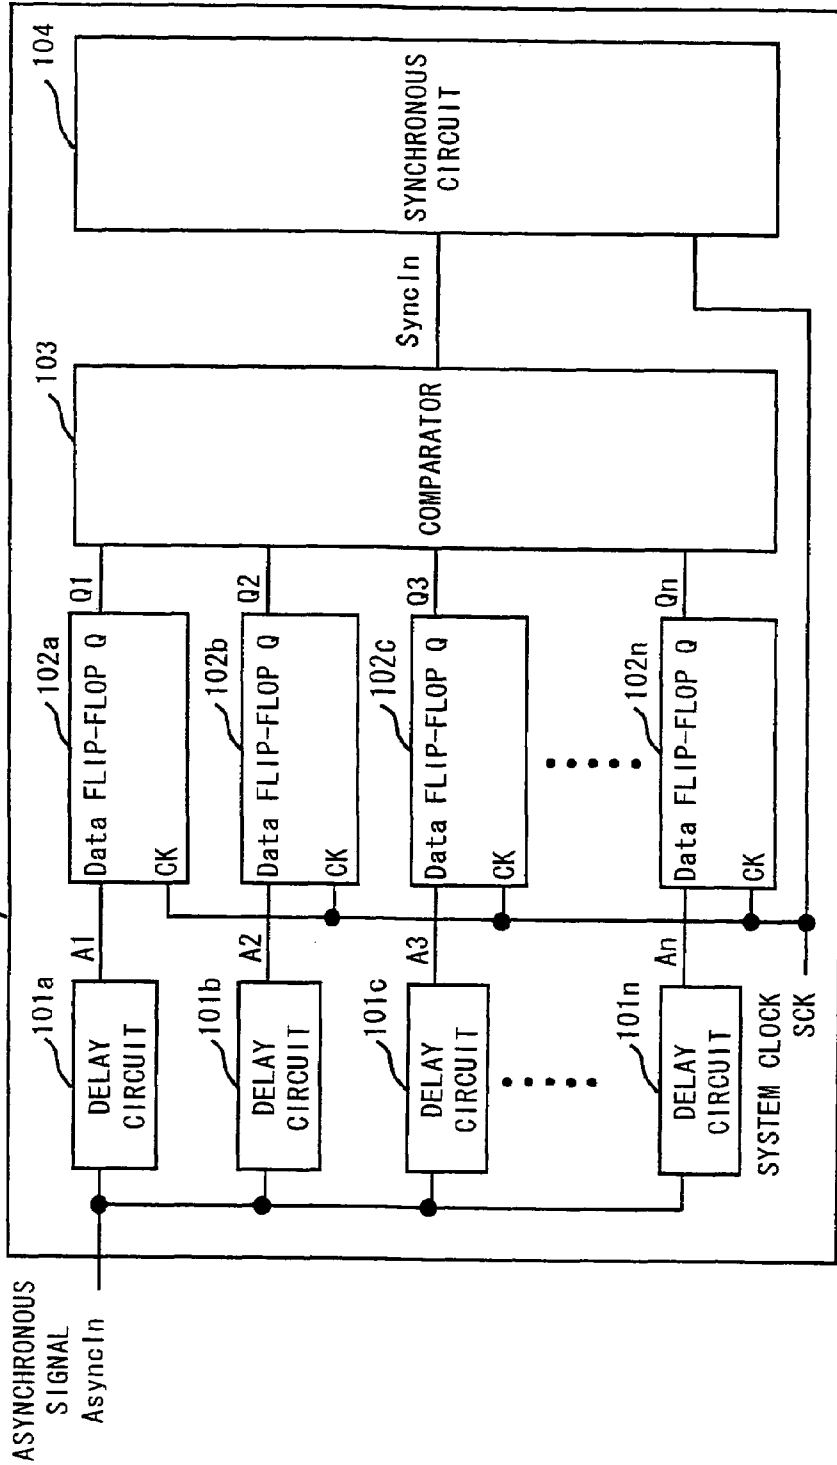 ASYNCHRONOUS
SIGNAL
AsyncIn
101a
DELAY
CIRCUIT
A1
102a
Data FLIP-FLOP Q
CK
Q1
101b
DELAY
CIRCUIT
A2
102b
Data FLIP-FLOP Q
CK
Q2
101c
DELAY
CIRCUIT
A3
102c
Data FLIP-FLOP Q
CK
Q3
101n
DELAY
CIRCUIT
An
102n
Data FLIP-FLOP Q
CK
Qn
SYSTEM CLOCK
SCK
103
COMPARATOR
SyncIn
104
SYNCHRONOUS
CIRCUIT